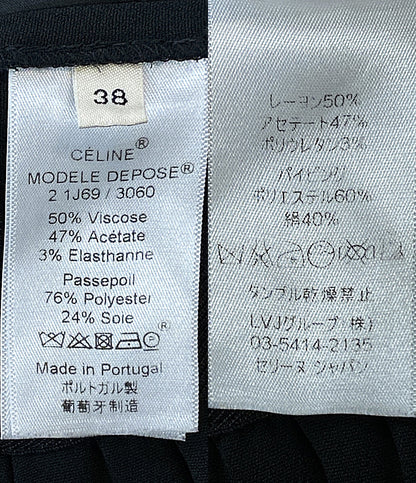 38
CÉLINE®
MODELE DEPOSE®
2 1J69 / 3060
50% Viscose
47% Acétate
3% Elasthanne
Passepoil
76% Polyester
24% Soie
®
Made in Portugal
ポルトガル製
葡萄牙制造
レーヨン50%
アセテート47%
ポリウレタン3%
パイピング
ポリエステル60%
絹40%
タンブル乾燥禁止
LVJグループ(株)
03-5414-2135
セリーヌ ジャパン